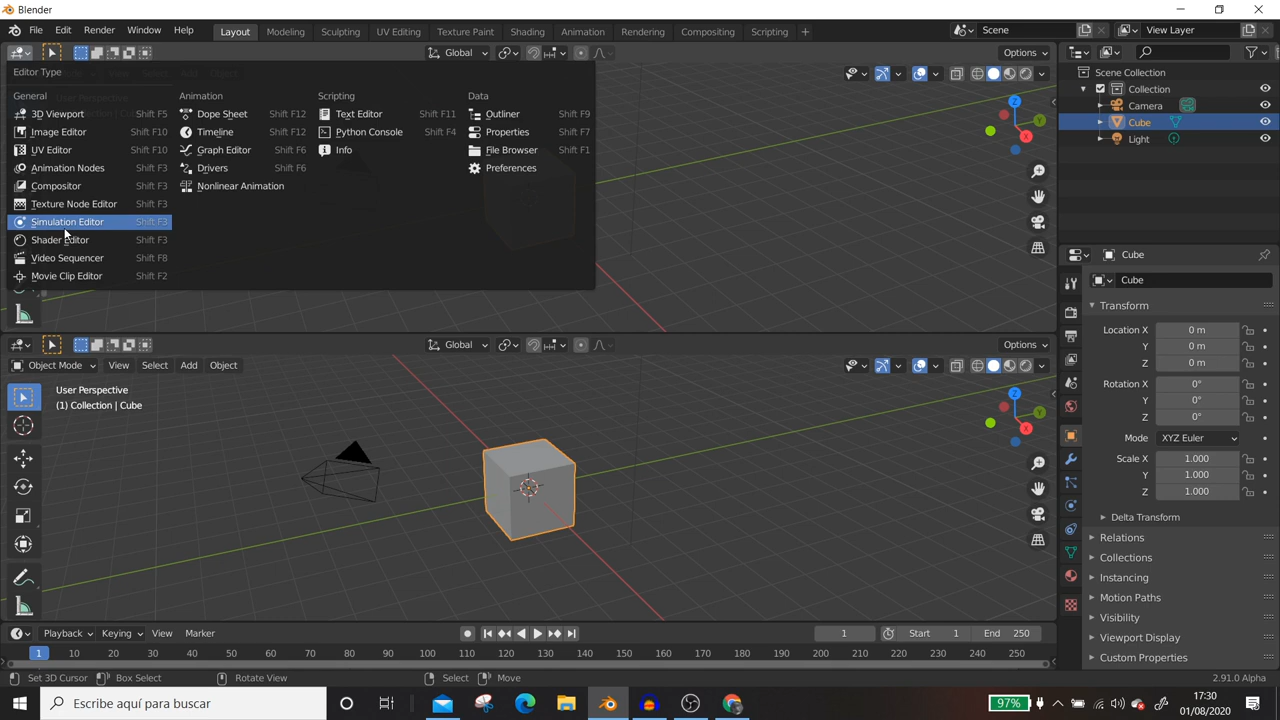 Blender
File Edit Render Window Help Layout Modeling Sculpting UV Editing Texture Paint Shading Animation Rendering Compositing Scripting + Scene View Layer
Global Options
Editor Type
General Animation Scripting Data
3D Viewport Shift F5 Dope Sheet Shift F12 Text Editor Shift F11 Outliner Shift F9
Image Editor Shift F10 Timeline Shift F12 Python Console Shift F4 Properties Shift F7
UV Editor Shift F10 Graph Editor Shift F6 Info File Browser Shift F1
Animation Nodes Shift F3 Drivers Shift F6 Preferences
Compositor Shift F3 Nonlinear Animation
Texture Node Editor Shift F3
Simulation Editor Shift F3
Shader Editor Shift F3
Video Sequencer Shift F8
Movie Clip Editor Shift F2
Z
Y
X
Scene Collection
Collection
Camera
Cube
Light
Global Options
Object Mode View Select Add Object
User Perspective
(1) Collection | Cube
Z
Y
X
Cube
Cube
Transform
Location X 0 m
Y 0 m
Z 0 m
Rotation X 0°
Y 0°
Z 0°
Mode XYZ Euler
Scale X 1.000
Y 1.000
Z 1.000
Delta Transform
Relations
Collections
Instancing
Motion Paths
Visibility
Viewport Display
Custom Properties
Playback Keying View Marker 1 Start 1 End 250
1 10 20 30 40 50 60 70 80 90 100 110 120 130 140 150 160 170 180 190 200 210 220 230 240 250
Set 3D Cursor Box Select Rotate View Select Move 2.91.0 Alpha
Escribe aquí para buscar 97% 17:30
01/08/2020